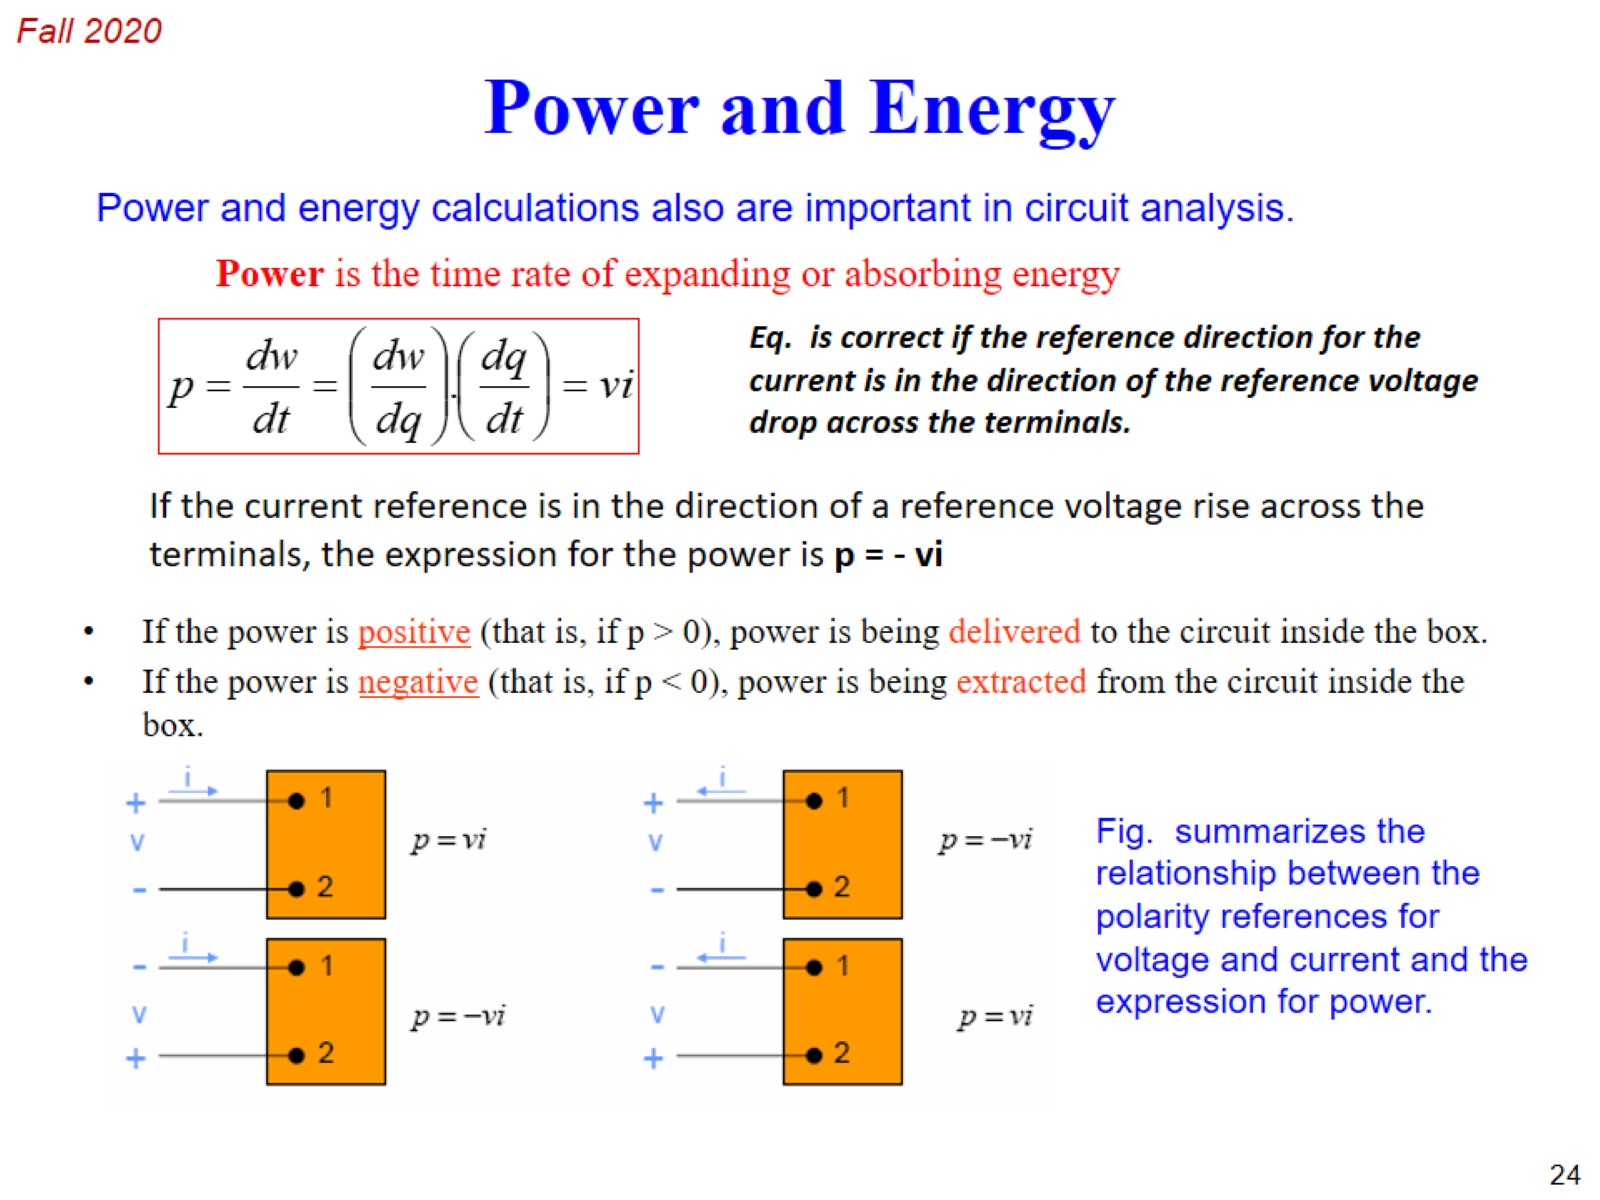 Fall 2020
Power and Energy
Power and energy calculations also are important in circuit analysis.
Power is the time rate of expanding or absorbing energy
p = dw/dt = (dw/dq).(dq/dt) = vi
Eq.  is correct if the reference direction for the
current is in the direction of the reference voltage
drop across the terminals.
If the current reference is in the direction of a reference voltage rise across the
terminals, the expression for the power is p = - vi
• If the power is positive (that is, if p > 0), power is being delivered to the circuit inside the box.
• If the power is negative (that is, if p < 0), power is being extracted from the circuit inside the
box.
i
+ 1
v p = vi
- 2
i
+ 1
v p = −vi
- 2
i
- 1
v p = −vi
+ 2
i
- 1
v p = vi
+ 2
Fig.  summarizes the
relationship between the
polarity references for
voltage and current and the
expression for power.
24